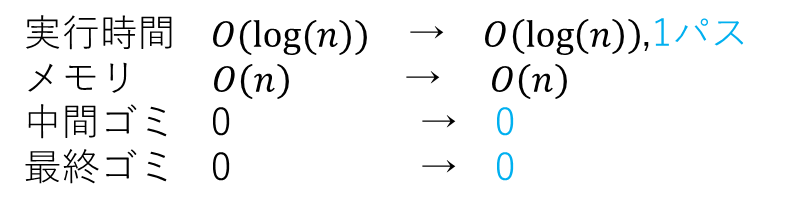 実行時間 O(log(n)) → O(log(n)),1パス
メモリ O(n) → O(n)
中間ゴミ 0 → 0
最終ゴミ 0 → 0